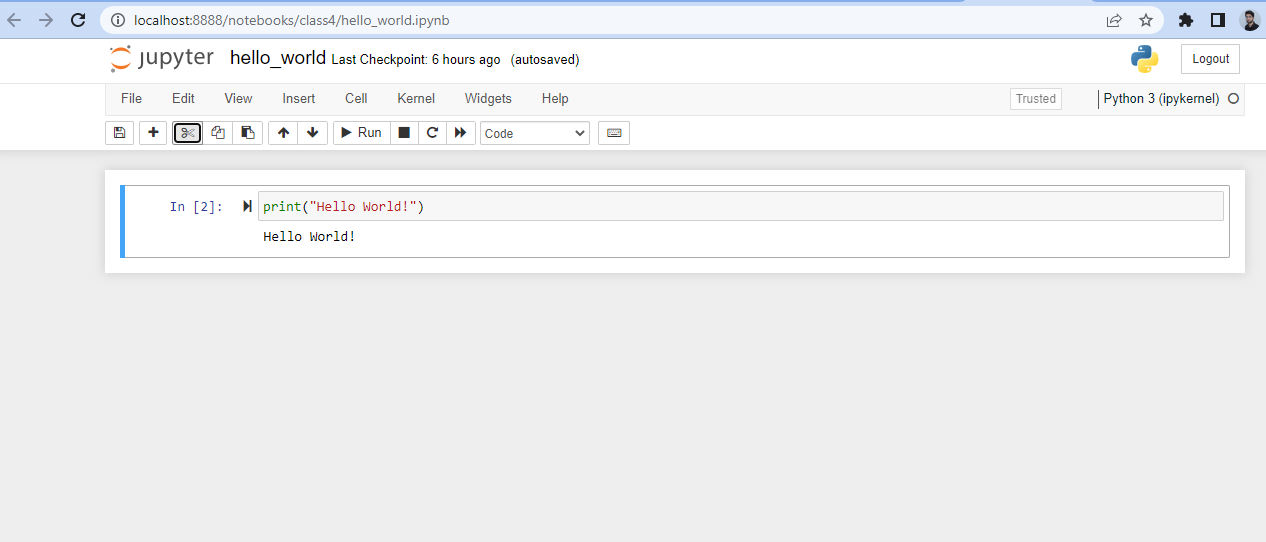 localhost:8888/notebooks/class4/hello_world.ipynb
jupyter hello_world Last Checkpoint: 6 hours ago (autosaved) Logout
File Edit View Insert Cell Kernel Widgets Help Trusted Python 3 (ipykernel)
Run Code
In [2]: print("Hello World!")
Hello World!